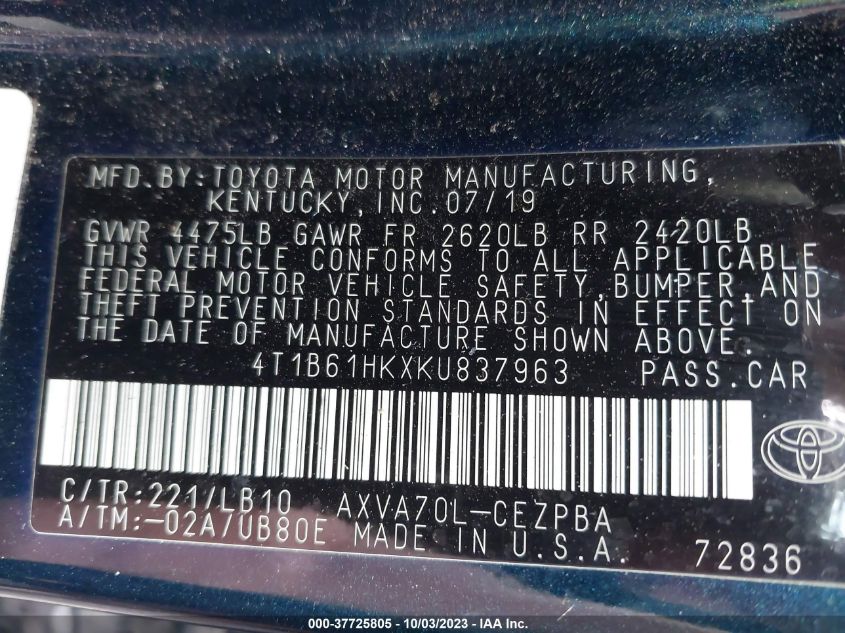 MFD. BY: TOYOTA MOTOR MANUFACTURING,
KENTUCKY, INC. 07/19
GVWR 4475LB GAWR FR 2620LB RR 2420LB
THIS VEHICLE CONFORMS TO ALL APPLICABLE
FEDERAL MOTOR VEHICLE SAFETY, BUMPER, AND
THEFT PREVENTION STANDARDS IN EFFECT ON
THE DATE OF MANUFACTURE SHOWN ABOVE.
4T1B61HKXKU837963 PASS. CAR
C/TR: 221/LB10 AXVA70L-CEZPBA
A/TM: -02A/UB80E MADE IN U.S.A. 72836
000-37725805 - 10/03/2023 - IAA Inc.